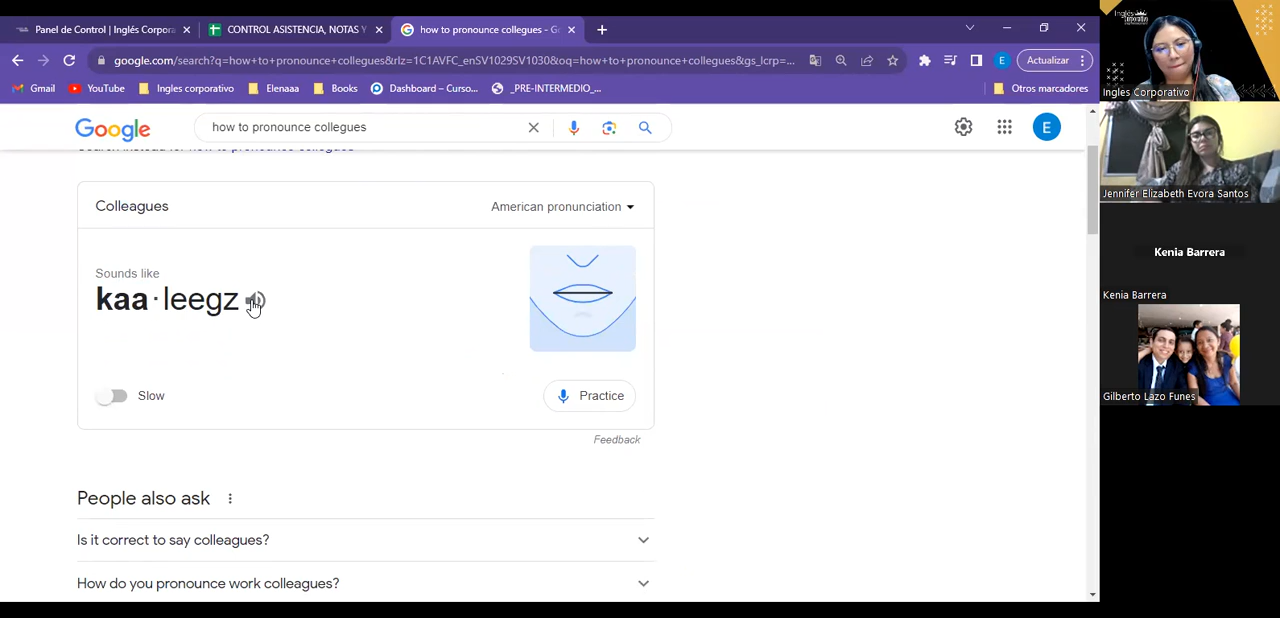 Panel de Control | Inglés Corpora
CONTROL ASISTENCIA, NOTAS Y
how to pronounce collegues - Go
google.com/search?q=how+to+pronounce+collegues&rlz=1C1AVFC_enSV1029SV1030&oq=how+to+pronounce+collegues&gs_lcrp=...
E
Actualizar
Gmail
YouTube
Ingles corporativo
Elenaaa
Books
Dashboard – Curso...
_PRE-INTERMEDIO_...
Otros marcadores
Google
how to pronounce collegues
E
Colleagues
American pronunciation
Sounds like
kaa·leegz
Slow
Practice
Feedback
People also ask
Is it correct to say colleagues?
How do you pronounce work colleagues?
Inglés
Corporativo
Ingles Corporativo
Jennifer Elizabeth Evora Santos
Kenia Barrera
Kenia Barrera
Gilberto Lazo Funes